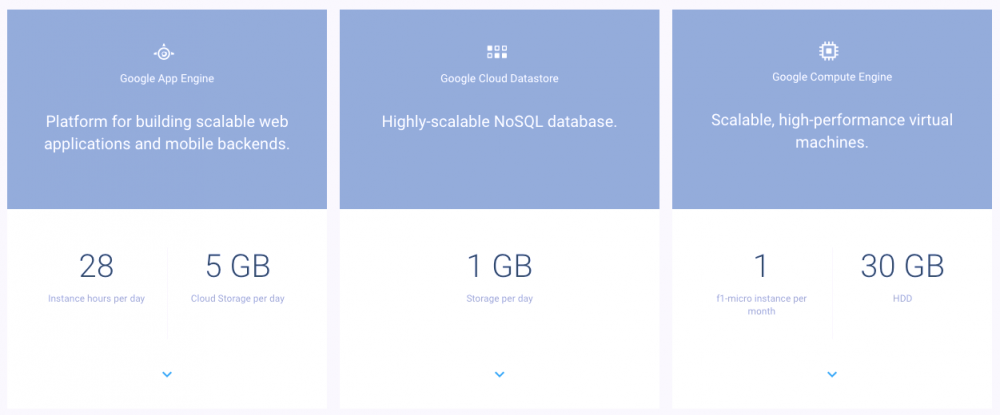 Google App Engine
Platform for building scalable web
applications and mobile backends.
28
Instance hours per day
5 GB
Cloud Storage per day
Google Cloud Datastore
Highly-scalable NoSQL database.
1 GB
Storage per day
Google Compute Engine
Scalable, high-performance virtual
machines.
1
f1-micro instance per
month
30 GB
HDD